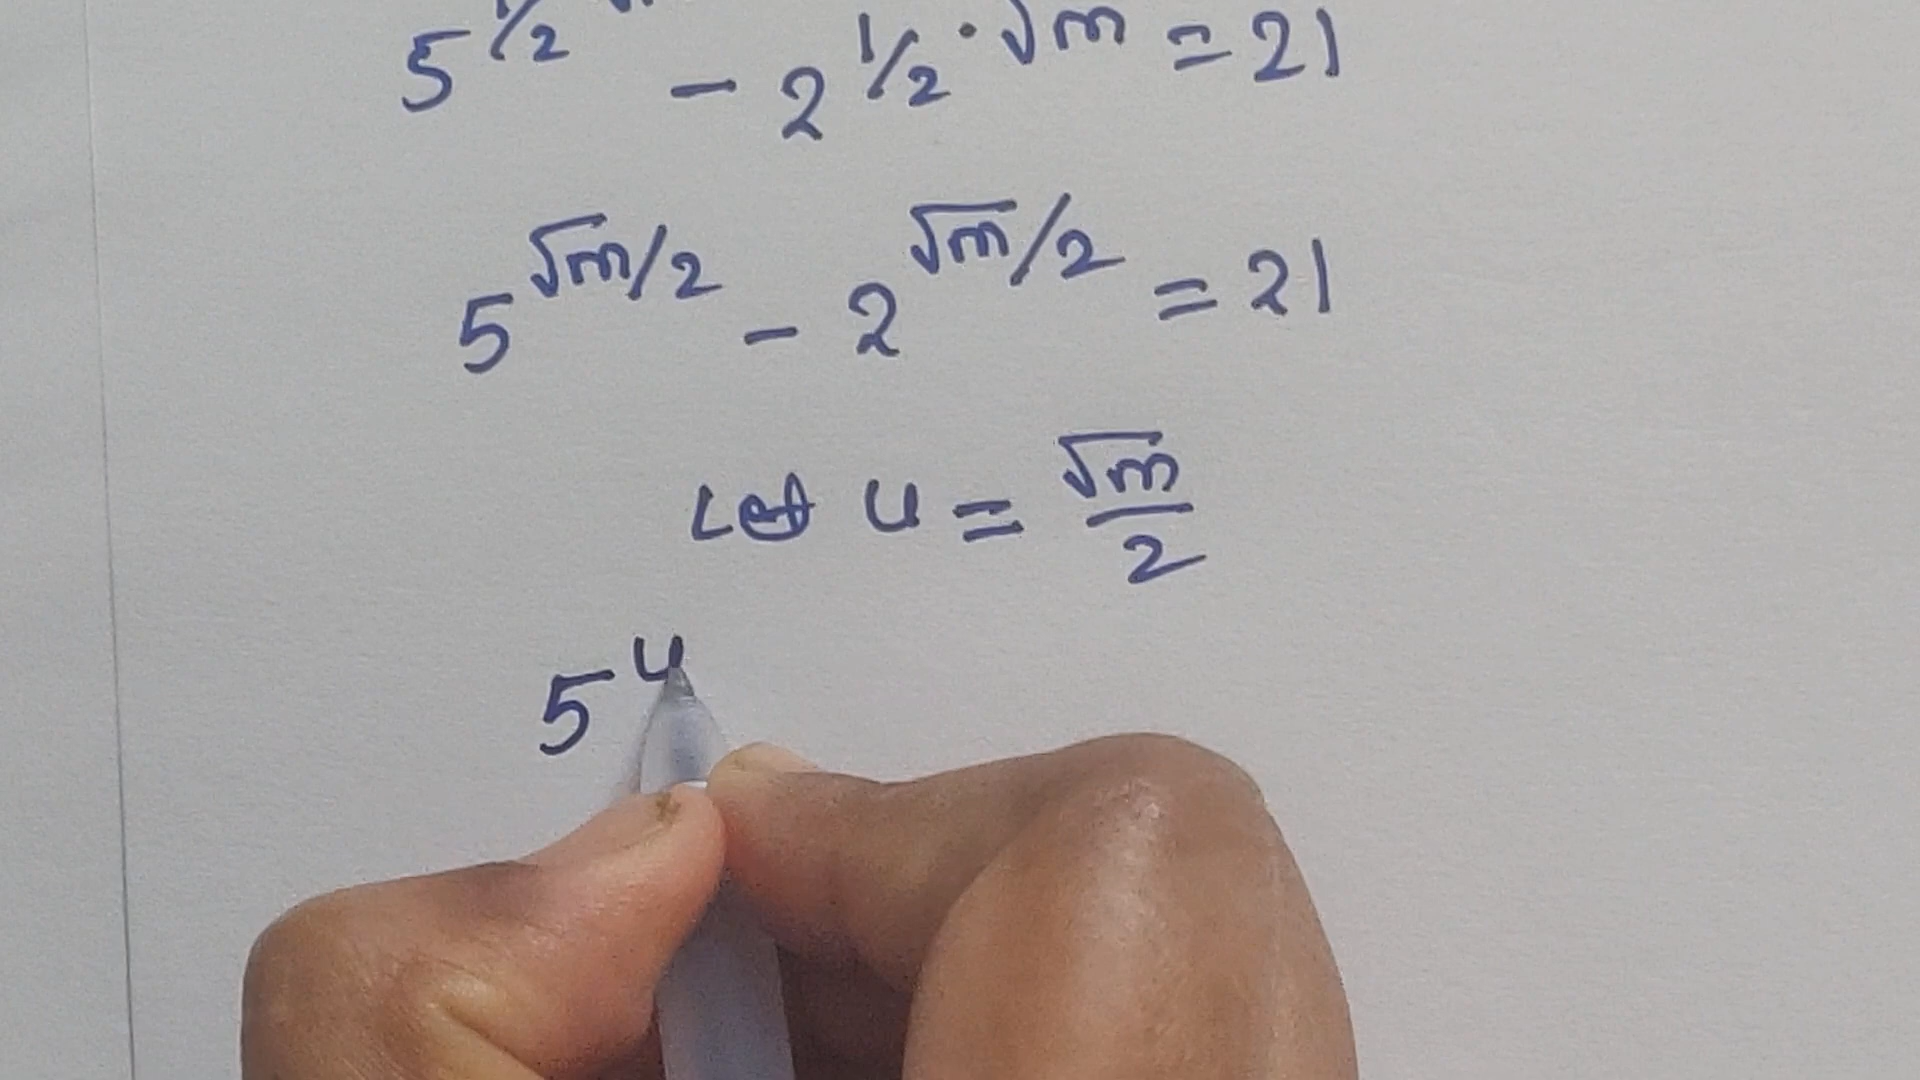 5^1/2 - 2^1/2 · √m = 21
5^√m/2 - 2^√m/2 = 21
Let u = √m/2
5^u